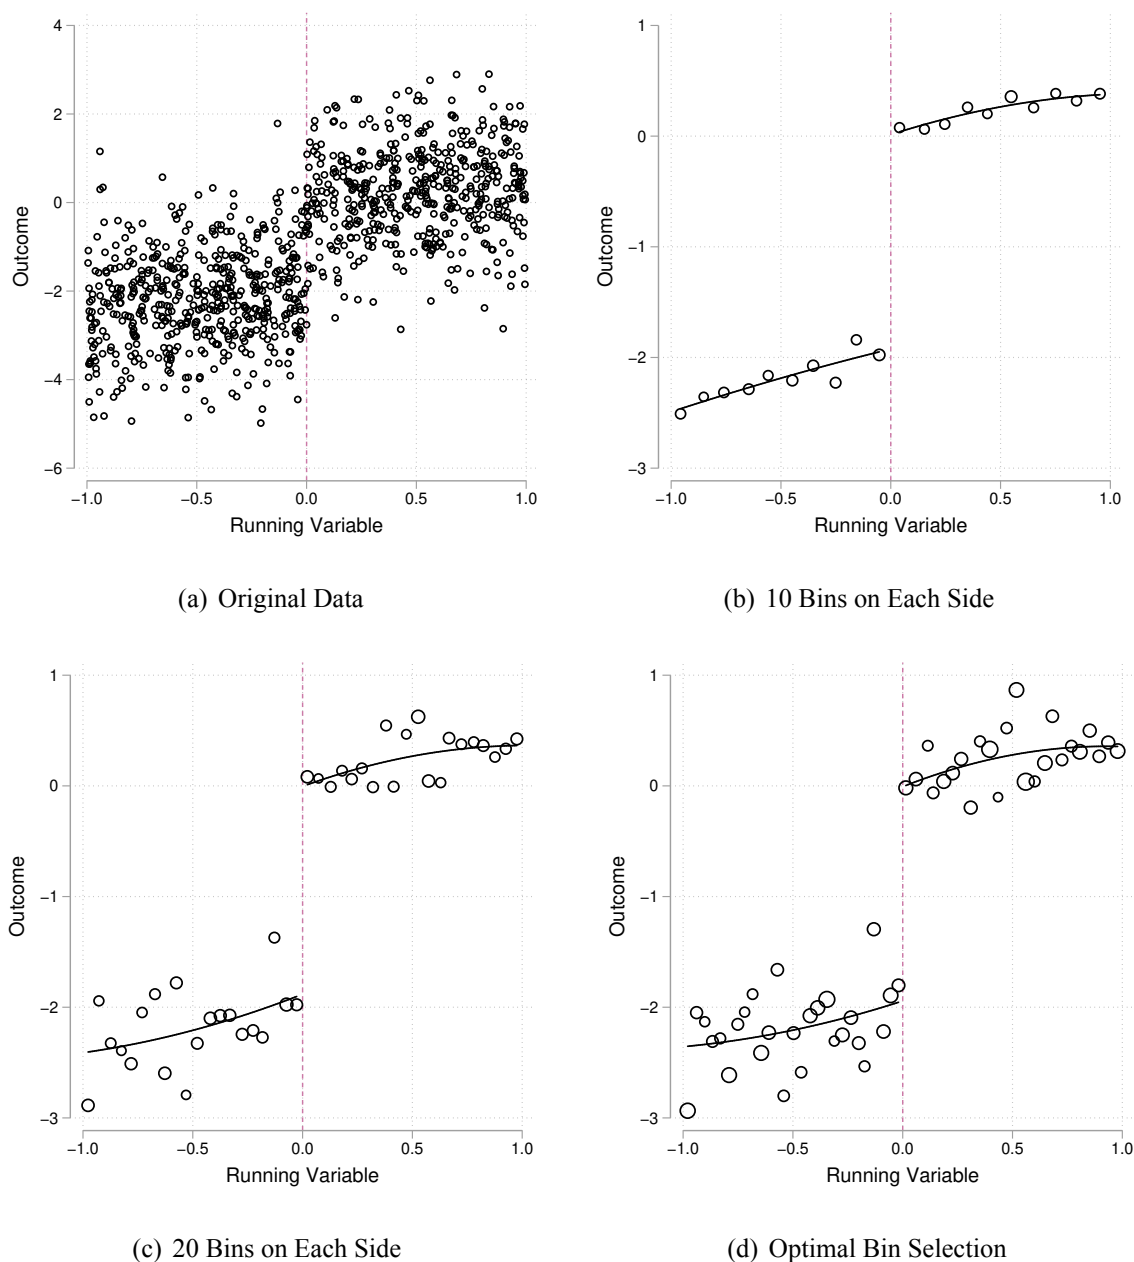 4
2
0
−2
−4
−6
Outcome
−1.0 −0.5 0.0 0.5 1.0
Running Variable
(a) Original Data
1
0
−1
−2
−3
Outcome
−1.0 −0.5 0.0 0.5 1.0
Running Variable
(b) 10 Bins on Each Side
1
0
−1
−2
−3
Outcome
−1.0 −0.5 0.0 0.5 1.0
Running Variable
(c) 20 Bins on Each Side
1
0
−1
−2
−3
Outcome
−1.0 −0.5 0.0 0.5 1.0
Running Variable
(d) Optimal Bin Selection